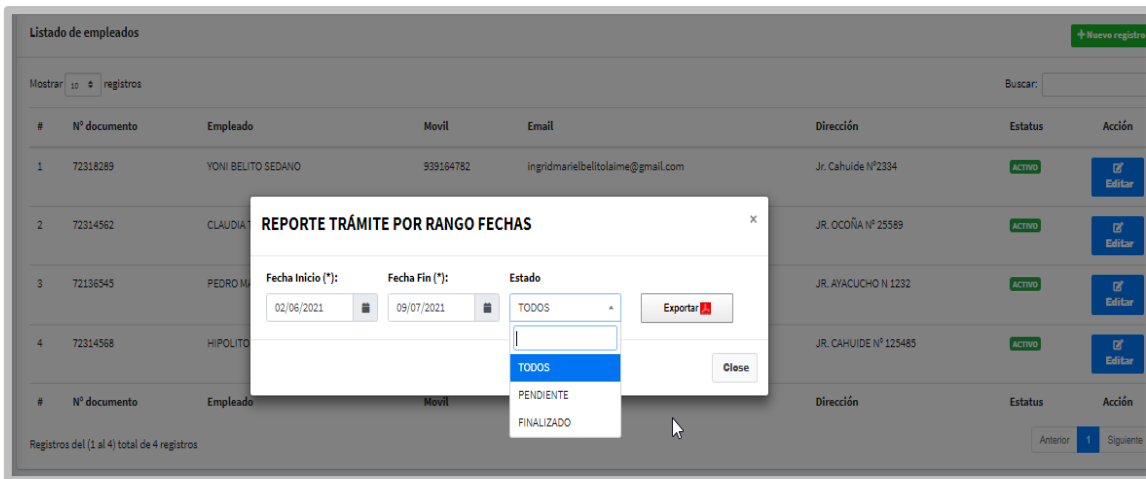 Listado de empleados
+Nuevo registro
Mostrar 10 registros
Buscar:
# N° documento Empleado Movil Email Dirección Estatus Acción
1 72318289 YONI BELITO SEDANO 939164782 ingridmarielbelitolaime@gmail.com Jr. Cahuide N°2334 ACTIVO Editar
2 72314562 CLAUDIA JR. OCOÑA N° 25589 ACTIVO Editar
3 72136545 PEDRO JR. AYACUCHO N 1232 ACTIVO Editar
4 72314568 HIPOLITO JR. CAHUIDE N° 125485 ACTIVO Editar
# N° documento Empleado Movil Dirección Estatus Acción
Registros del (1 al 4) total de 4 registros
Anterior 1 Siguiente
REPORTE TRÁMITE POR RANGO FECHAS ×
Fecha Inicio (*): Fecha Fin (*): Estado
02/06/2021 09/07/2021 TODOS Exportar
TODOS
PENDIENTE
FINALIZADO
Close